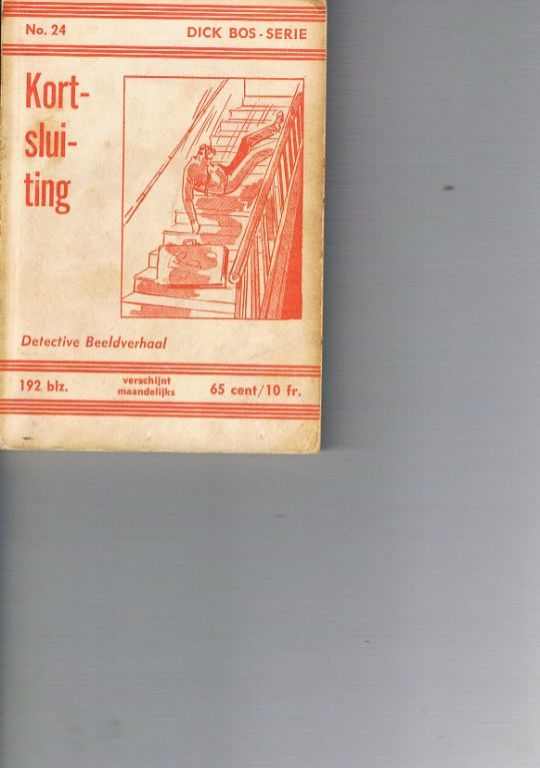 No. 24 DICK BOS - SERIE
Kort-
slui-
ting
Detective Beeldverhaal
192 blz. verschijnt 65 cent/10 fr.
maandelijks